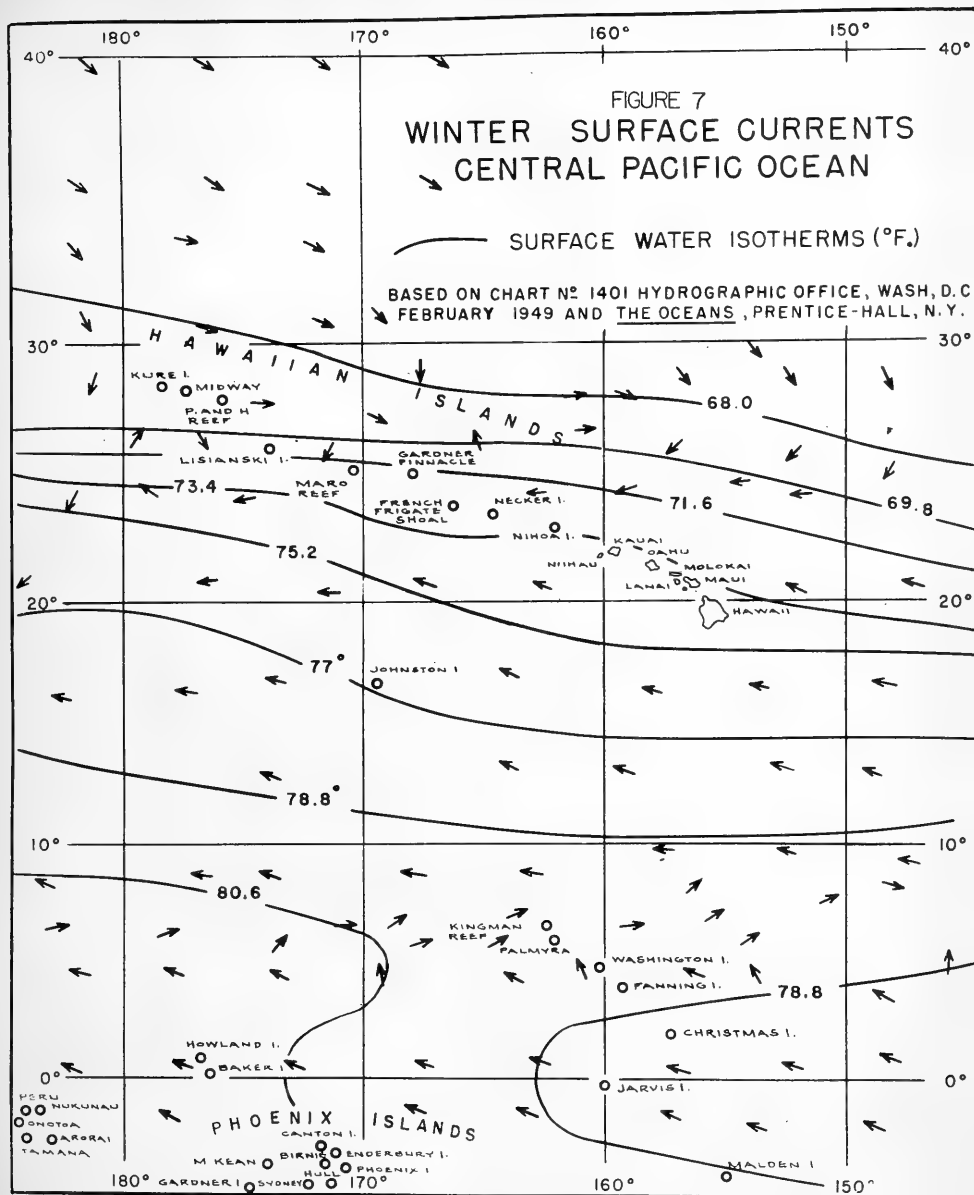 180° 170° 160° 150°
40° 40°
FIGURE 7
WINTER SURFACE CURRENTS
CENTRAL PACIFIC OCEAN
SURFACE WATER ISOTHERMS (°F.)
BASED ON CHART Nº 1401 HYDROGRAPHIC OFFICE, WASH, D.C
FEBRUARY 1949 AND THE OCEANS, PRENTICE-HALL, N.Y.
30° 30°
HAWAIIAN ISLANDS
KURE I.
MIDWAY
P. AND H
REEF
68.0
LISIANSKI I.
GARDNER
PINNACLE
73.4
MARO
REEF
71.6
69.8
FRENCH
FRIGATE
SHOAL
NECKER I.
NIHOA I.
KAUAI
75.2
NIIHAU
OAHU
MOLOKAI
LANAI
MAUI
20° 20°
HAWAII
77°
JOHNSTON I
78.8°
10° 10°
80.6
KINGMAN
REEF
PALMYRA
WASHINGTON I.
FANNING I.
78.8
CHRISTMAS I.
HOWLAND I.
BAKER I
0° 0°
JARVIS I.
PERU
NUKUNAU
ONOTOA
ARORAI
TAMANA
PHOENIX ISLANDS
CANTON I.
BIRNIE
ENDERBURY I.
M KEAN
HULL
PHOENIX I
GARDNER I
SYDNEY
MALDEN I
180° 170° 160° 150°